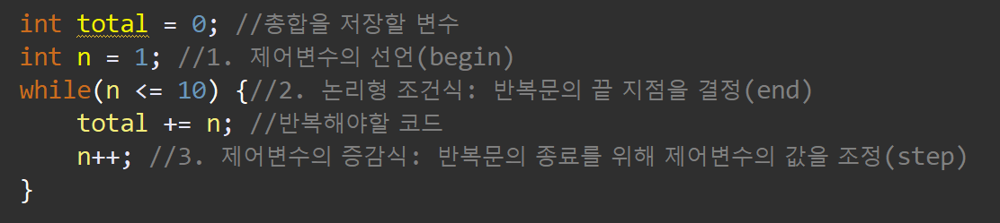 int total = 0; //총합을 저장할 변수
int n = 1; //1. 제어변수의 선언(begin)
while(n <= 10) {//2. 논리형 조건식: 반복문의 끝 지점을 결정(end)
    total += n; //반복해야할 코드
    n++; //3. 제어변수의 증감식: 반복문의 종료를 위해 제어변수의 값을 조정(step)
}